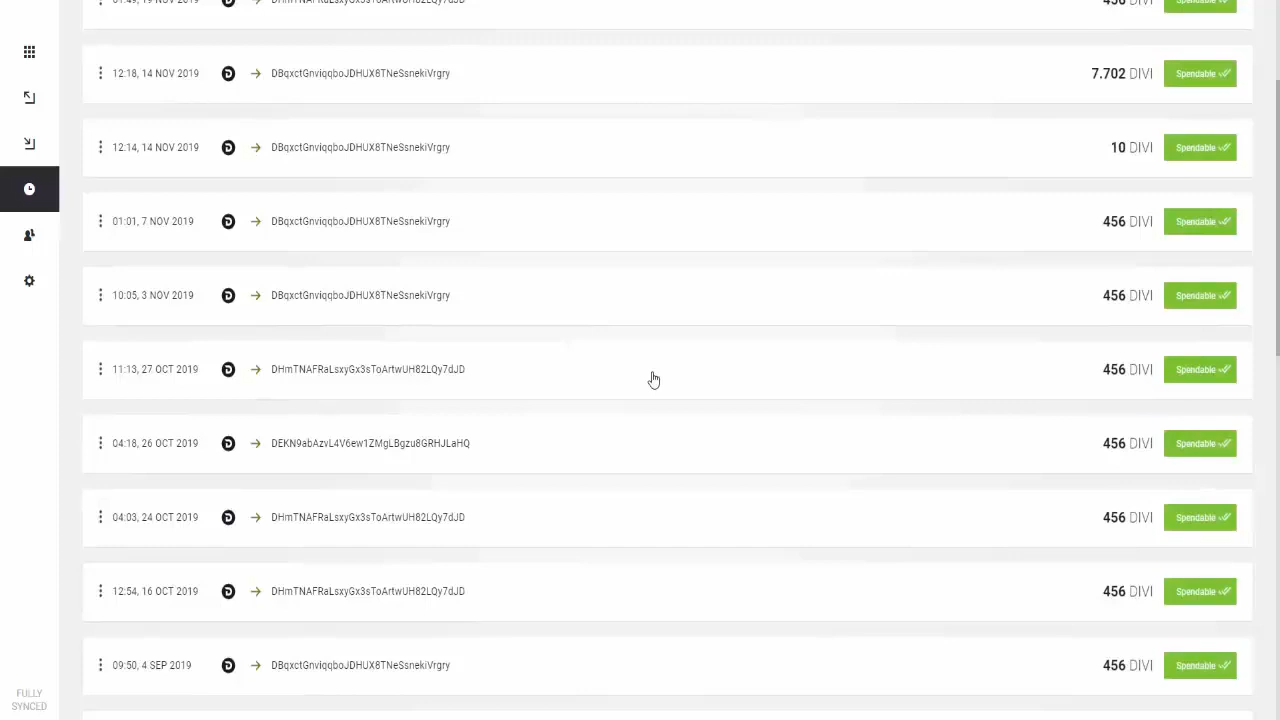 12:18, 14 NOV 2019 DBqxctGnviqqboJDHUX8TNeSsnekiVrgry 7.702 DIVI Spendable
12:14, 14 NOV 2019 DBqxctGnviqqboJDHUX8TNeSsnekiVrgry 10 DIVI Spendable
01:01, 7 NOV 2019 DBqxctGnviqqboJDHUX8TNeSsnekiVrgry 456 DIVI Spendable
10:05, 3 NOV 2019 DBqxctGnviqqboJDHUX8TNeSsnekiVrgry 456 DIVI Spendable
11:13, 27 OCT 2019 DHmTNAFRaLsxyGx3sToArtwUH82LQy7dJD 456 DIVI Spendable
04:18, 26 OCT 2019 DEKN9abAzvL4V6ew1ZMgLBgzu8GRHJLaHQ 456 DIVI Spendable
04:03, 24 OCT 2019 DHmTNAFRaLsxyGx3sToArtwUH82LQy7dJD 456 DIVI Spendable
12:54, 16 OCT 2019 DHmTNAFRaLsxyGx3sToArtwUH82LQy7dJD 456 DIVI Spendable
09:50, 4 SEP 2019 DBqxctGnviqqboJDHUX8TNeSsnekiVrgry 456 DIVI Spendable
FULLY
SYNCED